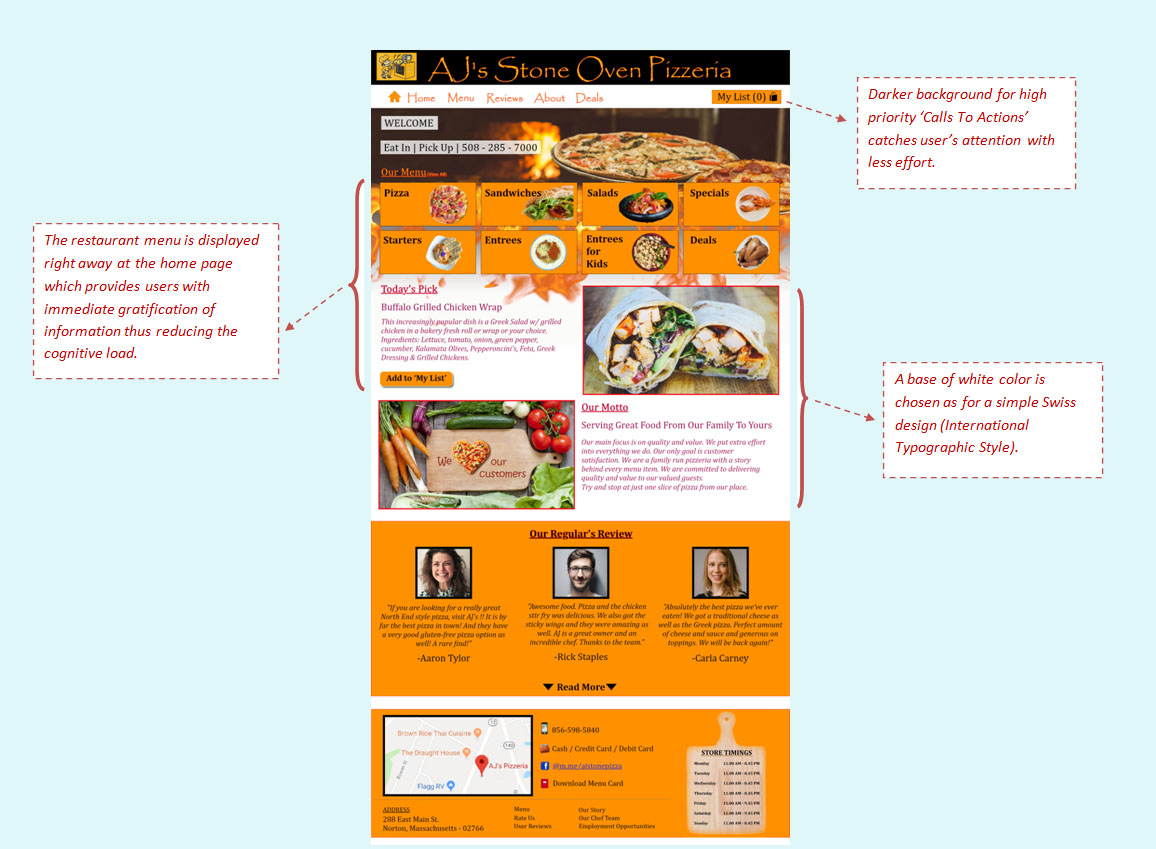 AJ's Stone Oven Pizzeria
Home Menu Reviews About Deals My List (0)
WELCOME
Eat In | Pick Up | 508 - 285 - 7000
Our Menu (View All)
Pizza
Sandwiches
Salads
Specials
Starters
Entrees
Entrees
for
Kids
Deals
Today's Pick
Buffalo Grilled Chicken Wrap
This increasingly popular dish is a Greek Salad w/ grilled
chicken in a bakery fresh roll or wrap or your choice.
Ingredients: Lettuce, tomato, onion, green pepper,
cucumber, Kalamata Olives, Pepperoncini's, Feta, Greek
Dressing & Grilled Chickens.
Add to 'My List'
We our
customers
Our Motto
Serving Great Food From Our Family To Yours
Our main focus is on quality and value. We put extra effort
into everything we do. Our only goal is customer
satisfaction. We are a family run pizzeria with a story
behind every menu item. We are committed to delivering
quality and value to our valued guests.
Try and stop at just one slice of pizza from our place.
Our Regular's Review
"If you are looking for a really great
North End style pizza, visit AJ's !! It is by
far the best pizza in town! And they have
a very good gluten-free pizza option as
well! A rare find!"
-Aaron Tylor
"Awesome food. Pizza and the chicken
stir fry was delicious. We also got the
sticky wings and they were amazing as
well. AJ is a great owner and an
incredible chef. Thanks to the team."
-Rick Staples
"Absolutely the best pizza we've ever
eaten! We got a traditional cheese as
well as the Greek pizza. Perfect amount
of cheese and sauce and generous on
toppings. We will be back again!"
-Carla Carney
Read More
Brown Rice Thai Cuisine
The Draught House
AJ's Pizzeria
Flagg RV
140
856-598-5840
Cash / Credit Card / Debit Card
@m.me/ajstonepizza
Download Menu Card
STORE TIMINGS
Monday 11.00 AM - 8.45 PM
Tuesday 11.00 AM - 8.45 PM
Wednesday 11.00 AM - 8.45 PM
Thursday 11.00 AM - 8.45 PM
Friday 11.00 AM - 9.45 PM
Saturday 11.00 AM - 9.45 PM
Sunday 11.00 AM - 8.45 PM
ADDRESS
288 East Main St.
Norton, Massachusetts - 02766
Menu
Rate Us
User Reviews
Our Story
Our Chef Team
Employment Opportunities
The restaurant menu is displayed
right away at the home page
which provides users with
immediate gratification of
information thus reducing the
cognitive load.
Darker background for high
priority 'Calls To Actions'
catches user's attention with
less effort.
A base of white color is
chosen as for a simple Swiss
design (International
Typographic Style).